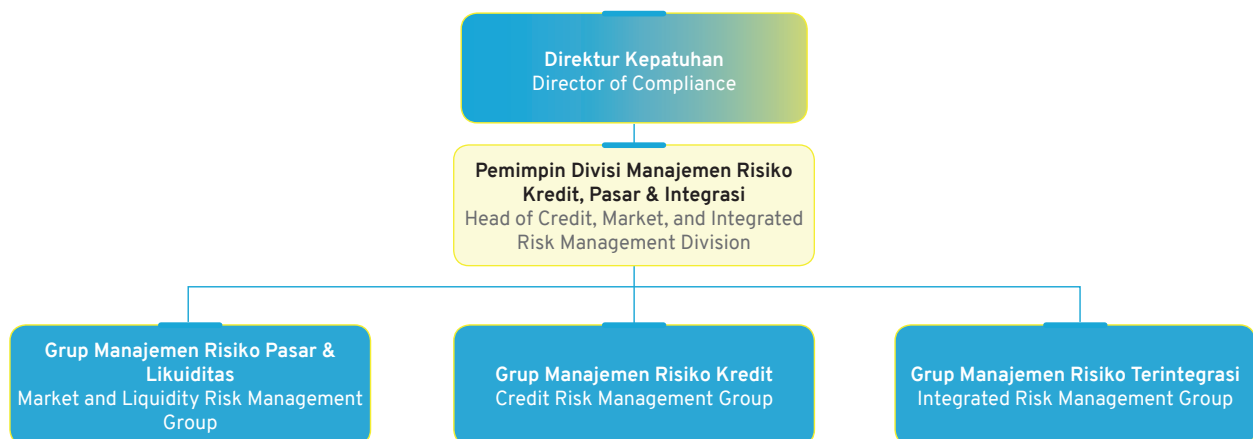 Direktur Kepatuhan
Director of Compliance
Pemimpin Divisi Manajemen Risiko
Kredit, Pasar & Integrasi
Head of Credit, Market, and Integrated
Risk Management Division
Grup Manajemen Risiko Pasar &
Likuiditas
Market and Liquidity Risk Management
Group
Grup Manajemen Risiko Kredit
Credit Risk Management Group
Grup Manajemen Risiko Terintegrasi
Integrated Risk Management Group